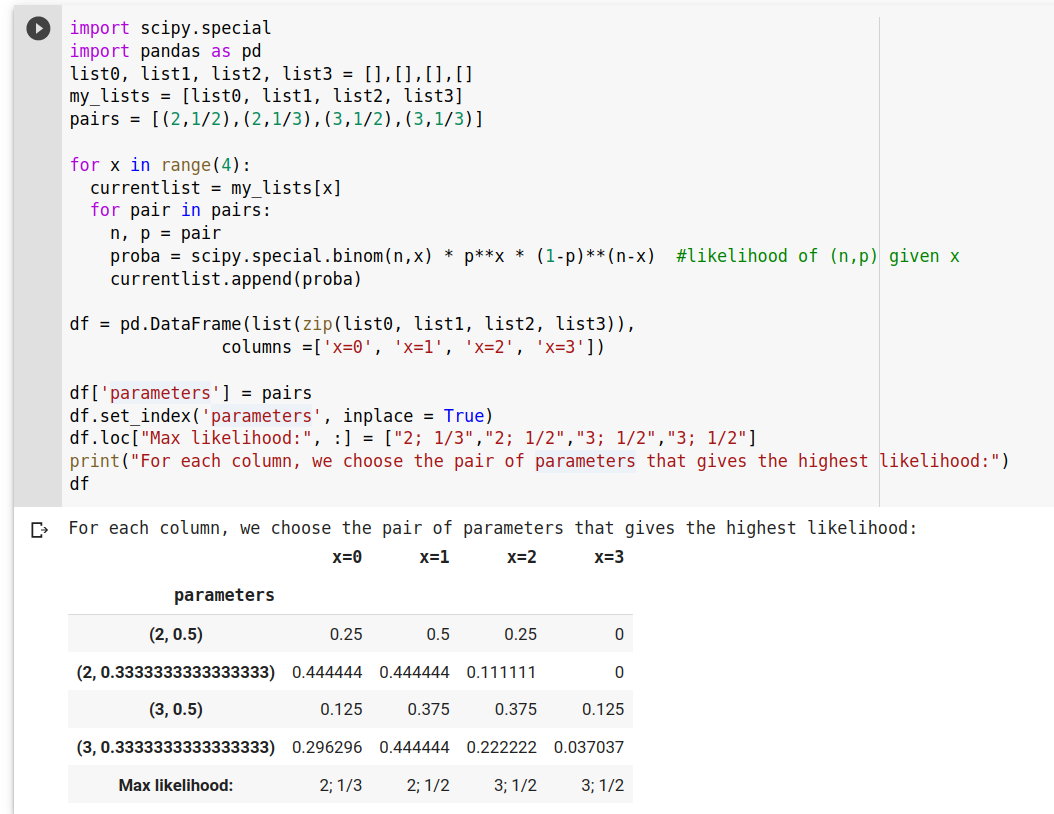 import scipy.special
import pandas as pd
list0, list1, list2, list3 = [],[],[],[]
my_lists = [list0, list1, list2, list3]
pairs = [(2,1/2),(2,1/3),(3,1/2),(3,1/3)]
for x in range(4):
  currentlist = my_lists[x]
  for pair in pairs:
    n, p = pair
    proba = scipy.special.binom(n,x) * p**x * (1-p)**(n-x)  #likelihood of (n,p) given x
    currentlist.append(proba)
df = pd.DataFrame(list(zip(list0, list1, list2, list3)),
               columns =['x=0', 'x=1', 'x=2', 'x=3'])
df['parameters'] = pairs
df.set_index('parameters', inplace = True)
df.loc["Max likelihood:", :] = ["2; 1/3","2; 1/2","3; 1/2","3; 1/2"]
print("For each column, we choose the pair of parameters that gives the highest likelihood:")
df
For each column, we choose the pair of parameters that gives the highest likelihood:
x=0 x=1 x=2 x=3
parameters
(2, 0.5) 0.25 0.5 0.25 0
(2, 0.3333333333333333) 0.444444 0.444444 0.111111 0
(3, 0.5) 0.125 0.375 0.375 0.125
(3, 0.3333333333333333) 0.296296 0.444444 0.222222 0.037037
Max likelihood: 2; 1/3 2; 1/2 3; 1/2 3; 1/2